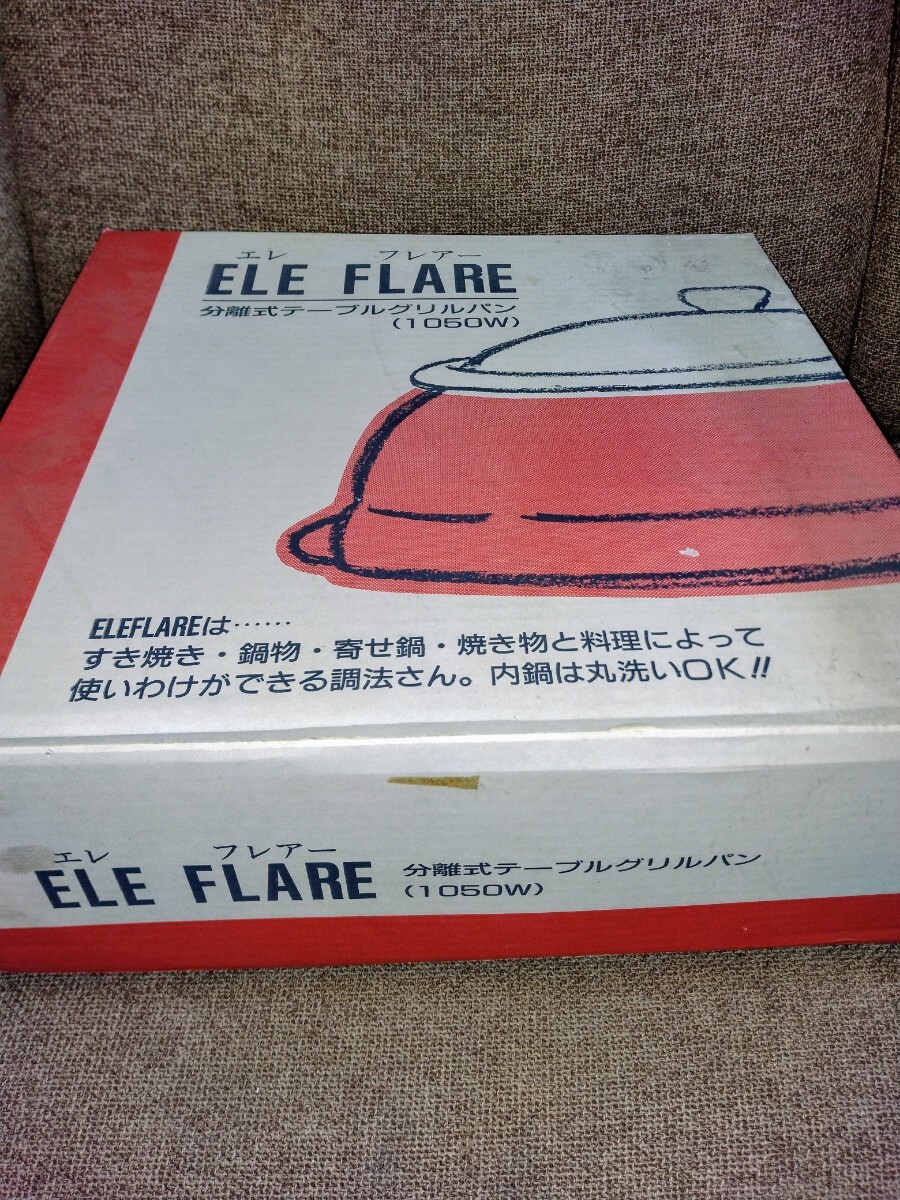 エレ フレアー
ELE FLARE
分離式テーブルグリルパン
(1050W)
ELEFLAREは……
すき焼き・鍋物・寄せ鍋・焼き物と料理によって
使いわけができる調法さん。内鍋は丸洗いOK!!
エレ フレアー
ELE FLARE 分離式テーブルグリルパン
(1050W)